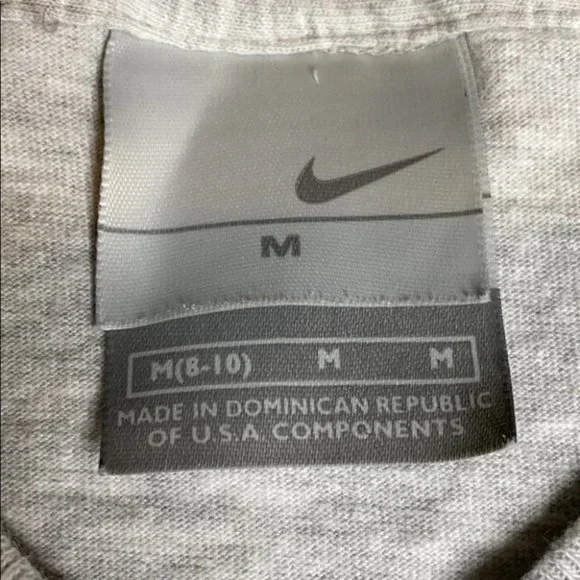 M
M(8-10) M M
MADE IN DOMINICAN REPUBLIC
OF U.S.A. COMPONENTS